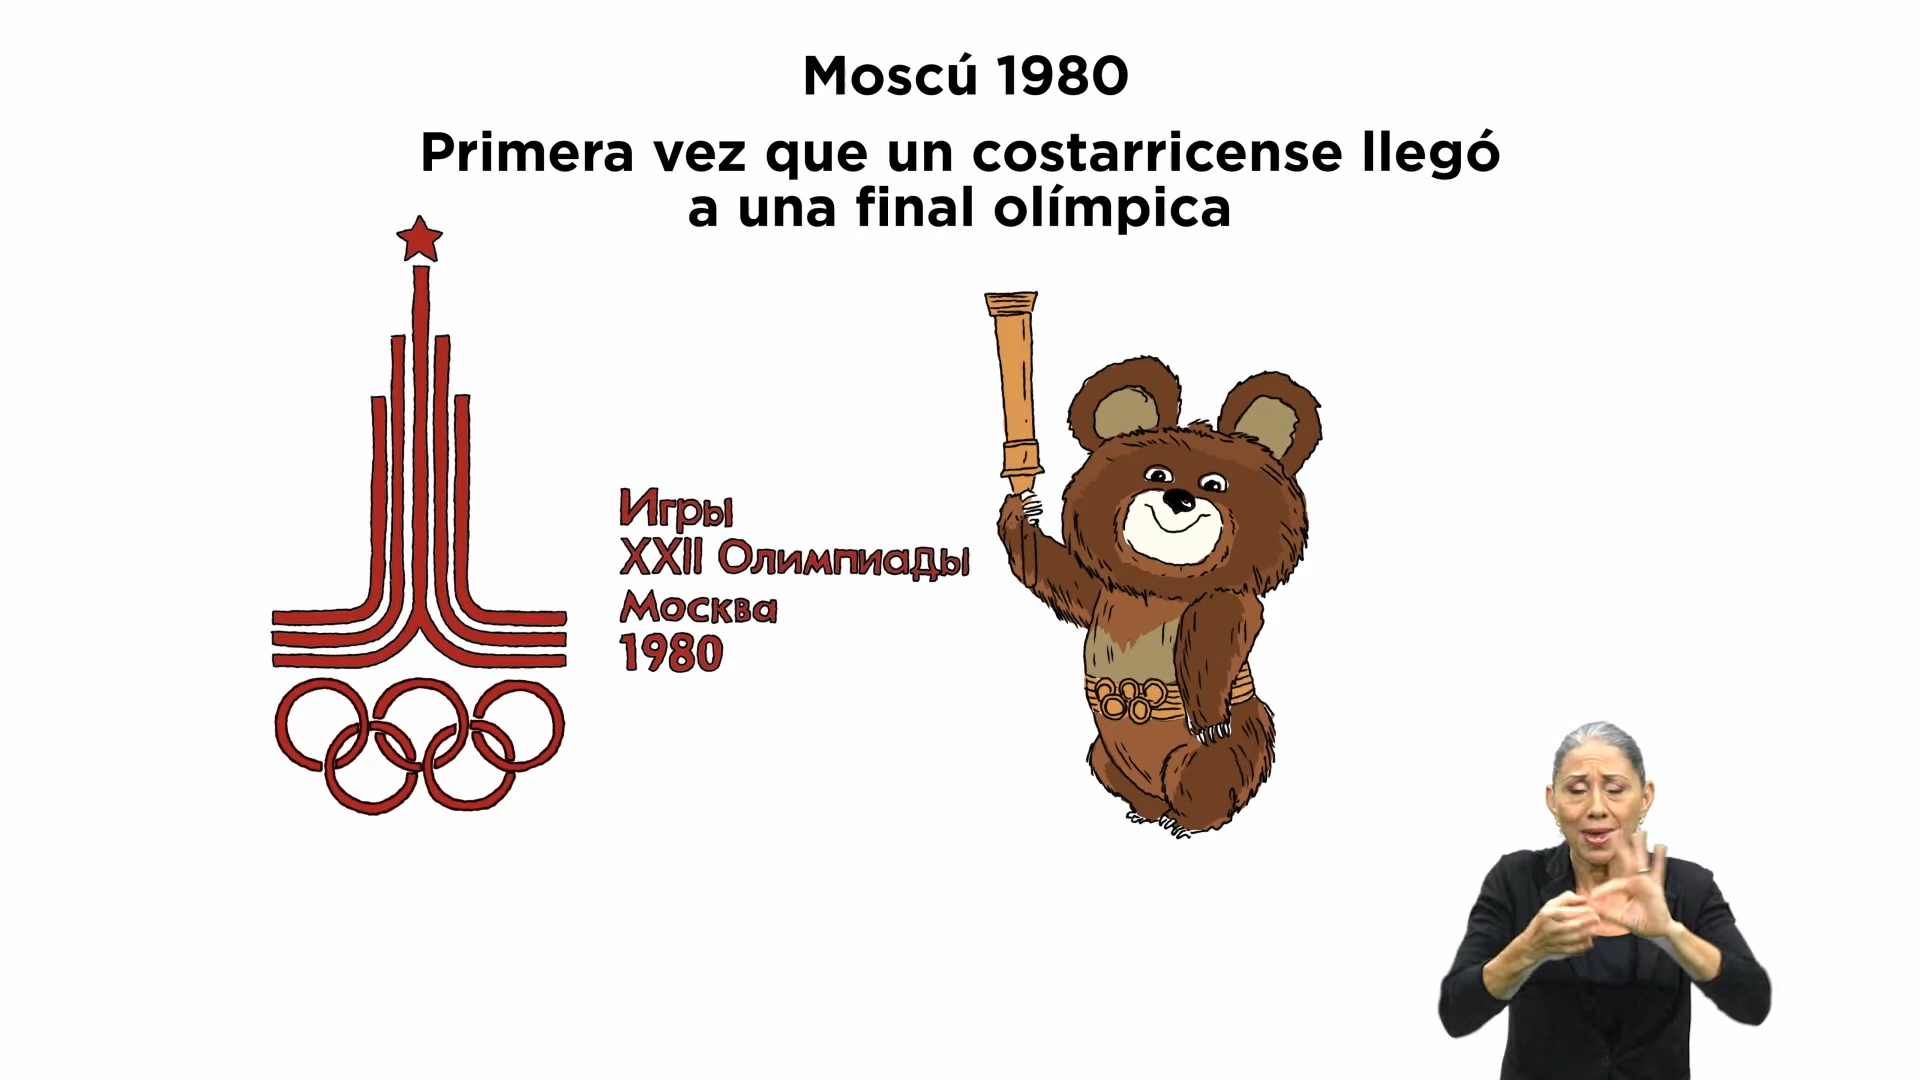 Moscú 1980
Primera vez que un costarricense llegó
a una final olímpica
Игры
XXII Олимпиады
Москва
1980